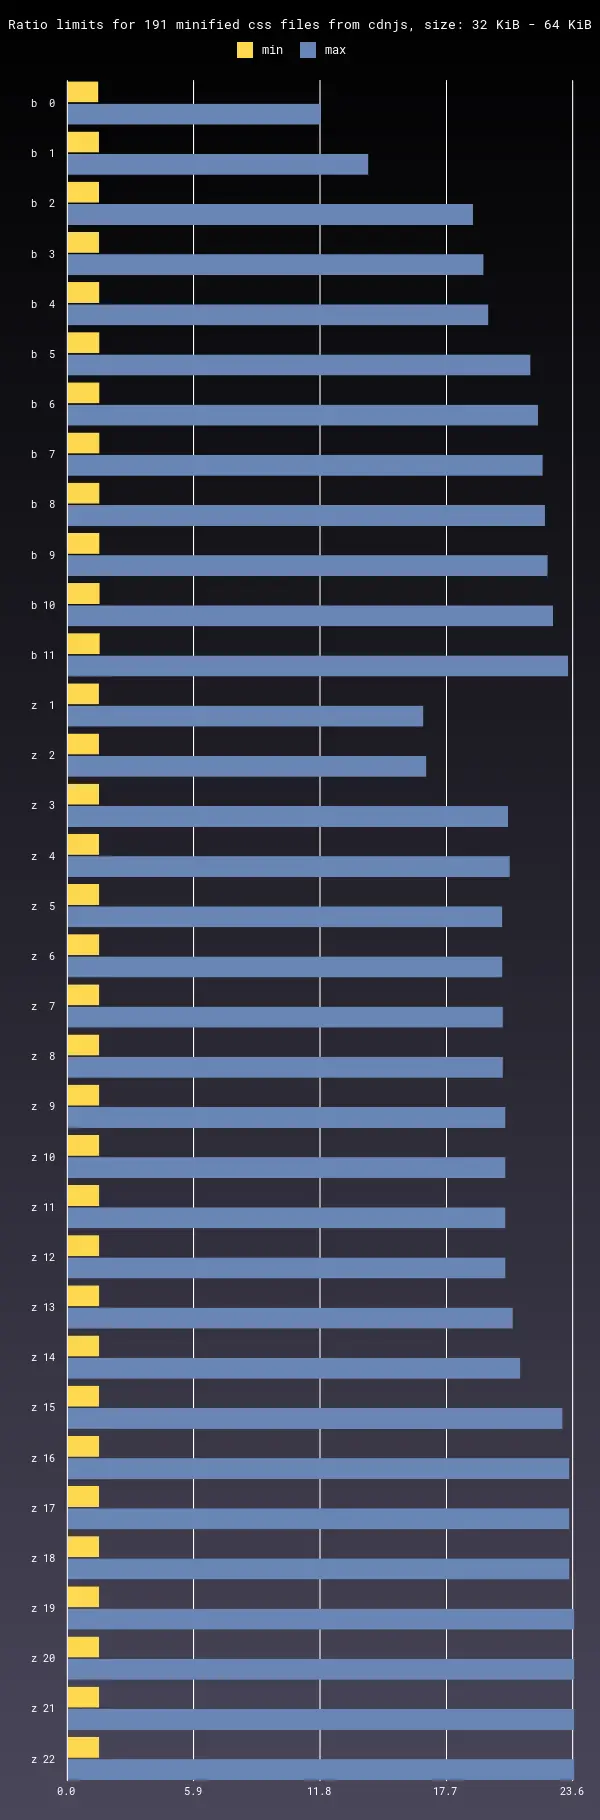 Ratio limits for 191 minified css files from cdnjs, size: 32 KiB - 64 KiB
min max
b 0
b 1
b 2
b 3
b 4
b 5
b 6
b 7
b 8
b 9
b 10
b 11
z 1
z 2
z 3
z 4
z 5
z 6
z 7
z 8
z 9
z 10
z 11
z 12
z 13
z 14
z 15
z 16
z 17
z 18
z 19
z 20
z 21
z 22
0.0 5.9 11.8 17.7 23.6